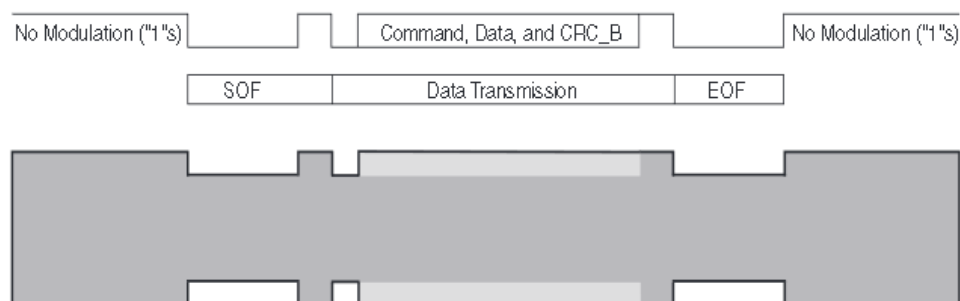 No Modulation ("1"s) Command, Data, and CRC_B No Modulation ("1"s)
SOF Data Transmission EOF